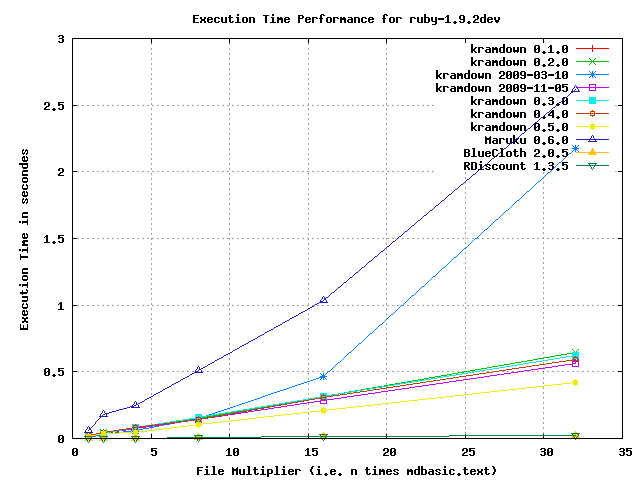 Execution Time Performance for ruby-1.9.2dev
kramdown 0.1.0
kramdown 0.2.0
kramdown 2009-03-10
kramdown 2009-11-05
kramdown 0.3.0
kramdown 0.4.0
kramdown 0.5.0
Maruku 0.6.0
BlueCloth 2.0.5
RDiscount 1.3.5
3
2.5
2
1.5
1
0.5
0
Execution Time in secondes
0 5 10 15 20 25 30 35
File Multiplier (i.e. n times mdbasic.text)